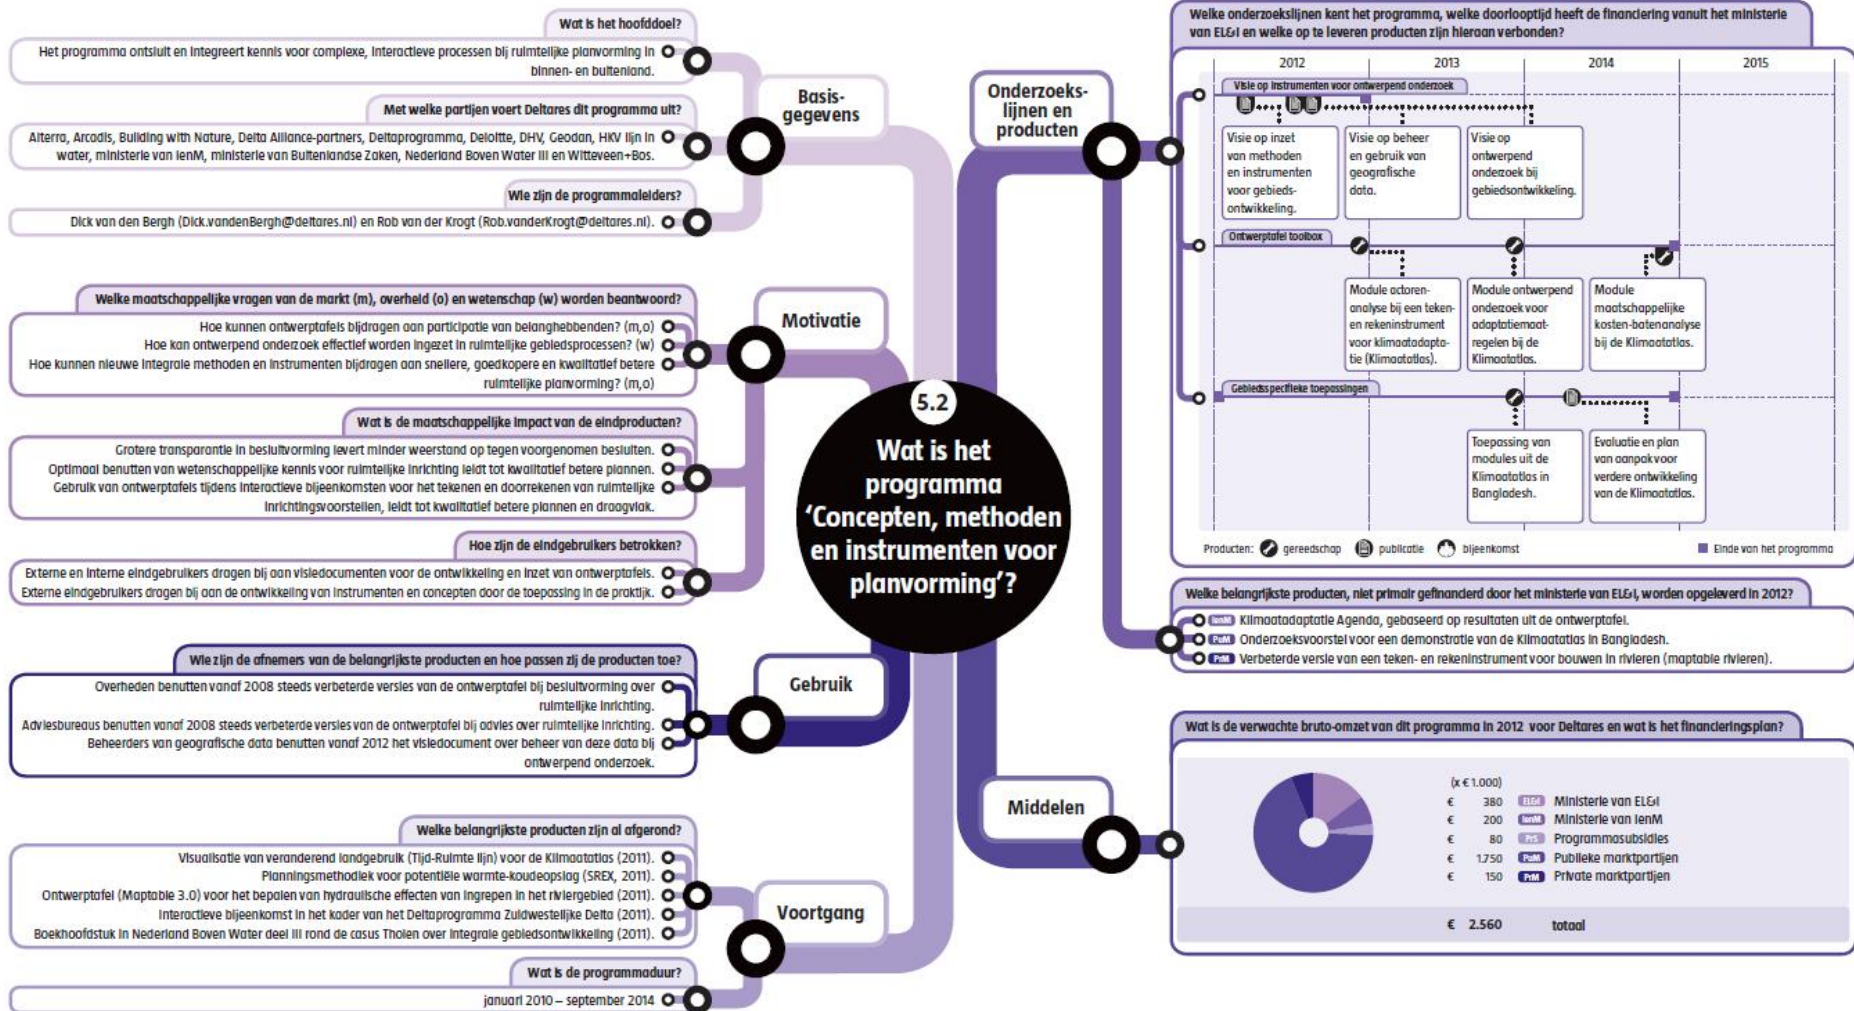 5.2
Wat is het
programma
‘Concepten, methoden
en instrumenten voor
planvorming’?
Basis-
gegevens
Wat is het hoofddoel?
Het programma ontsluit en integreert kennis voor complexe, interactieve processen bij ruimtelijke planvorming in
binnen- en buitenland.
Met welke partijen voert Deltares dit programma uit?
Alterra, Arcadis, Building with Nature, Delta Alliance-partners, Deltaprogramma, Deloitte, DHV, Geodan, HKV lijn in
water, ministerie van IenM, ministerie van Buitenlandse Zaken, Nederland Boven Water III en Witteveen+Bos.
Wie zijn de programmaleiders?
Dick van den Bergh (Dick.vandenBergh@deltares.nl) en Rob van der Krogt (Rob.vanderKrogt@deltares.nl).
Motivatie
Welke maatschappelijke vragen van de markt (m), overheid (o) en wetenschap (w) worden beantwoord?
Hoe kunnen ontwerptafels bijdragen aan participatie van belanghebbenden? (m,o)
Hoe kan ontwerpend onderzoek effectief worden ingezet in ruimtelijke gebiedsprocessen? (w)
Hoe kunnen nieuwe integrale methoden en instrumenten bijdragen aan snellere, goedkopere en kwalitatief betere
ruimtelijke planvorming? (m,o)
Wat is de maatschappelijke impact van de eindproducten?
Grotere transparantie in besluitvorming levert minder weerstand op tegen voorgenomen besluiten.
Optimaal benutten van wetenschappelijke kennis voor ruimtelijke inrichting leidt tot kwalitatief betere plannen.
Gebruik van ontwerptafels tijdens interactieve bijeenkomsten voor het tekenen en doorrekenen van ruimtelijke
inrichtingsvoorstellen, leidt tot kwalitatief betere plannen en draagvlak.
Hoe zijn de eindgebruikers betrokken?
Externe en interne eindgebruikers dragen bij aan visiedocumenten voor de ontwikkeling en inzet van ontwerptafels.
Externe eindgebruikers dragen bij aan de ontwikkeling van instrumenten en concepten door de toepassing in de praktijk.
Gebruik
Wie zijn de afnemers van de belangrijkste producten en hoe passen zij de producten toe?
Overheden benutten vanaf 2008 steeds verbeterde versies van de ontwerptafel bij besluitvorming over
ruimtelijke inrichting.
Adviesbureaus benutten vanaf 2008 steeds verbeterde versies van de ontwerptafel bij advies over ruimtelijke inrichting.
Beheerders van geografische data benutten vanaf 2012 het visiedocument over beheer van deze data bij
ontwerpend onderzoek.
Voortgang
Welke belangrijkste producten zijn al afgerond?
Visualisatie van veranderend landgebruik (Tijd-Ruimte lijn) voor de Klimaatatlas (2011).
Planningsmethodiek voor potentiële warmte-koudeopslag (SREX, 2011).
Ontwerptafel (Maptable 3.0) voor het bepalen van hydraulische effecten van ingrepen in het riviergebied (2011).
Interactieve bijeenkomst in het kader van het Deltaprogramma Zuidwestelijke Delta (2011).
Boekhoofdstuk in Nederland Boven Water deel III rond de casus Tholen over integrale gebiedsontwikkeling (2011).
Wat is de programmaduur?
januari 2010 – september 2014
Onderzoeks-
lijnen en
producten
Welke onderzoekslijnen kent het programma, welke doorlooptijd heeft de financiering vanuit het ministerie
van EL&I en welke op te leveren producten zijn hieraan verbonden?
2012 2013 2014 2015
Visie op instrumenten voor ontwerpend onderzoek
Visie op inzet
van methoden
en instrumenten
voor gebieds-
ontwikkeling.
Visie op beheer
en gebruik van
geografische
data.
Visie op
ontwerpend
onderzoek bij
gebiedsontwikkeling.
Ontwerptafel toolbox
Module actoren-
analyse bij een teken-
en rekeninstrument
voor klimaatadapta-
tie (Klimaatatlas).
Module ontwerpend
onderzoek voor
adaptatiemaat-
regelen bij de
Klimaatatlas.
Module
maatschappelijke
kosten-batenanalyse
bij de Klimaatatlas.
Gebiedsspecifieke toepassingen
Toepassing van
modules uit de
Klimaatatlas in
Bangladesh.
Evaluatie en plan
van aanpak voor
verdere ontwikkeling
van de Klimaatatlas.
Producten: gereedschap publicatie bijeenkomst Einde van het programma
Welke belangrijkste producten, niet primair gefinancierd door het ministerie van EL&I, worden opgeleverd in 2012?
IenM Klimaatadaptatie Agenda, gebaseerd op resultaten uit de ontwerptafel.
PuM Onderzoeksvoorstel voor een demonstratie van de Klimaatatlas in Bangladesh.
PrM Verbeterde versie van een teken- en rekeninstrument voor bouwen in rivieren (maptable rivieren).
Middelen
Wat is de verwachte bruto-omzet van dit programma in 2012 voor Deltares en wat is het financieringsplan?
(x € 1.000)
€ 380 EL&I Ministerie van EL&I
€ 200 IenM Ministerie van IenM
€ 80 PrS Programmasubsidies
€ 1.750 PuM Publieke marktpartijen
€ 150 PrM Private marktpartijen
€ 2.560 totaal